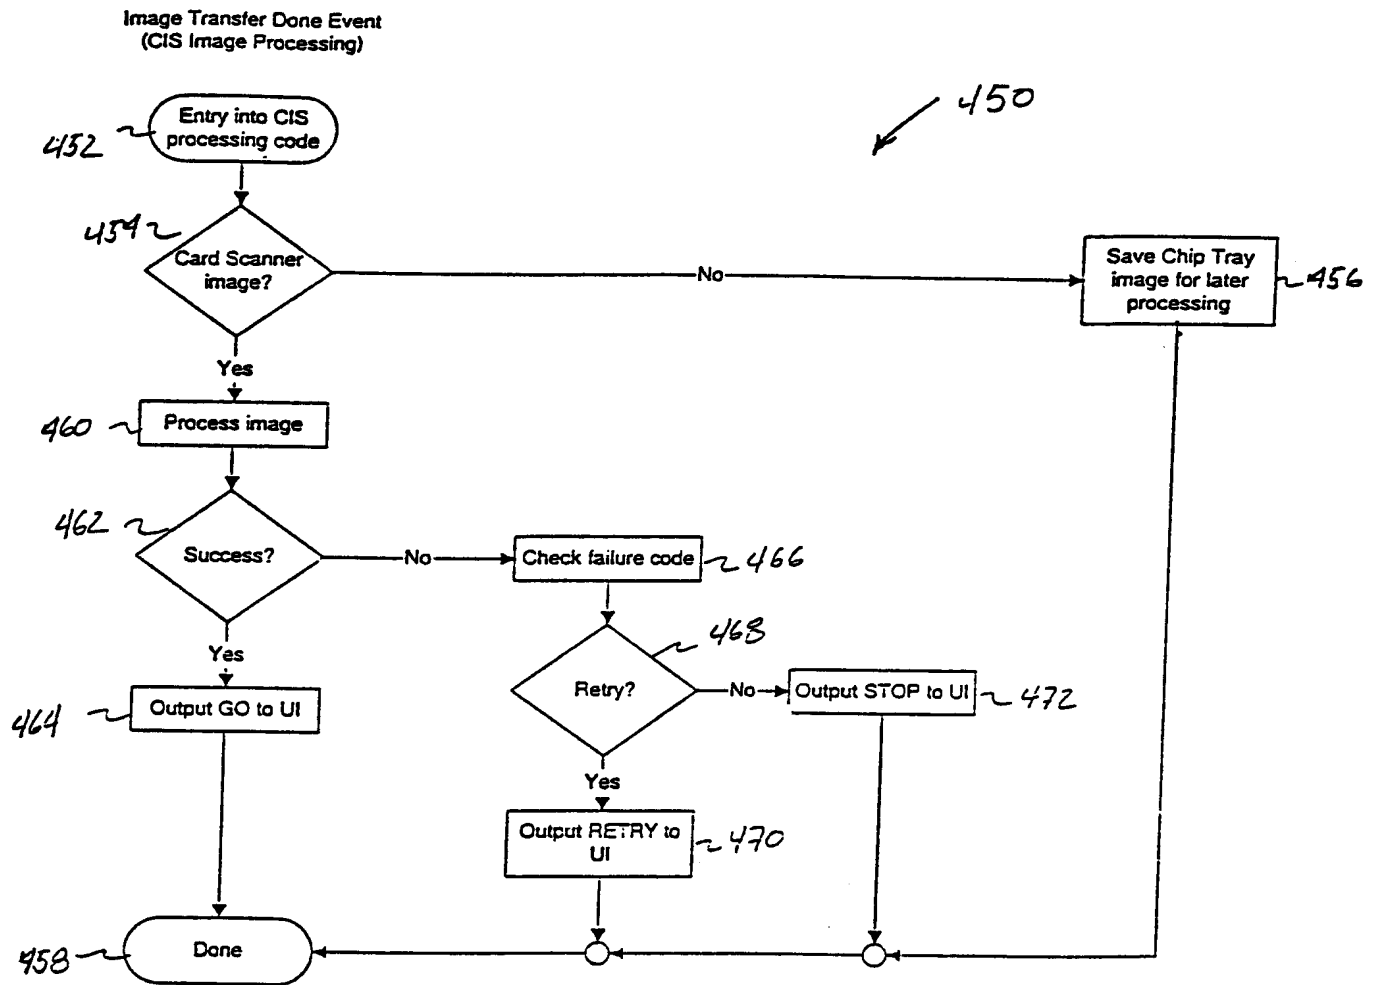 Image Transfer Done Event
(CIS Image Processing)
450
Entry into CIS
processing code
452
454
Card Scanner
image?
No
Save Chip Tray
image for later
processing
456
Yes
460
Process image
462
Success?
No
Check failure code
466
468
Yes
Retry?
No
Output STOP to UI
472
464
Output GO to UI
Yes
Output RETRY to
UI
470
458
Done